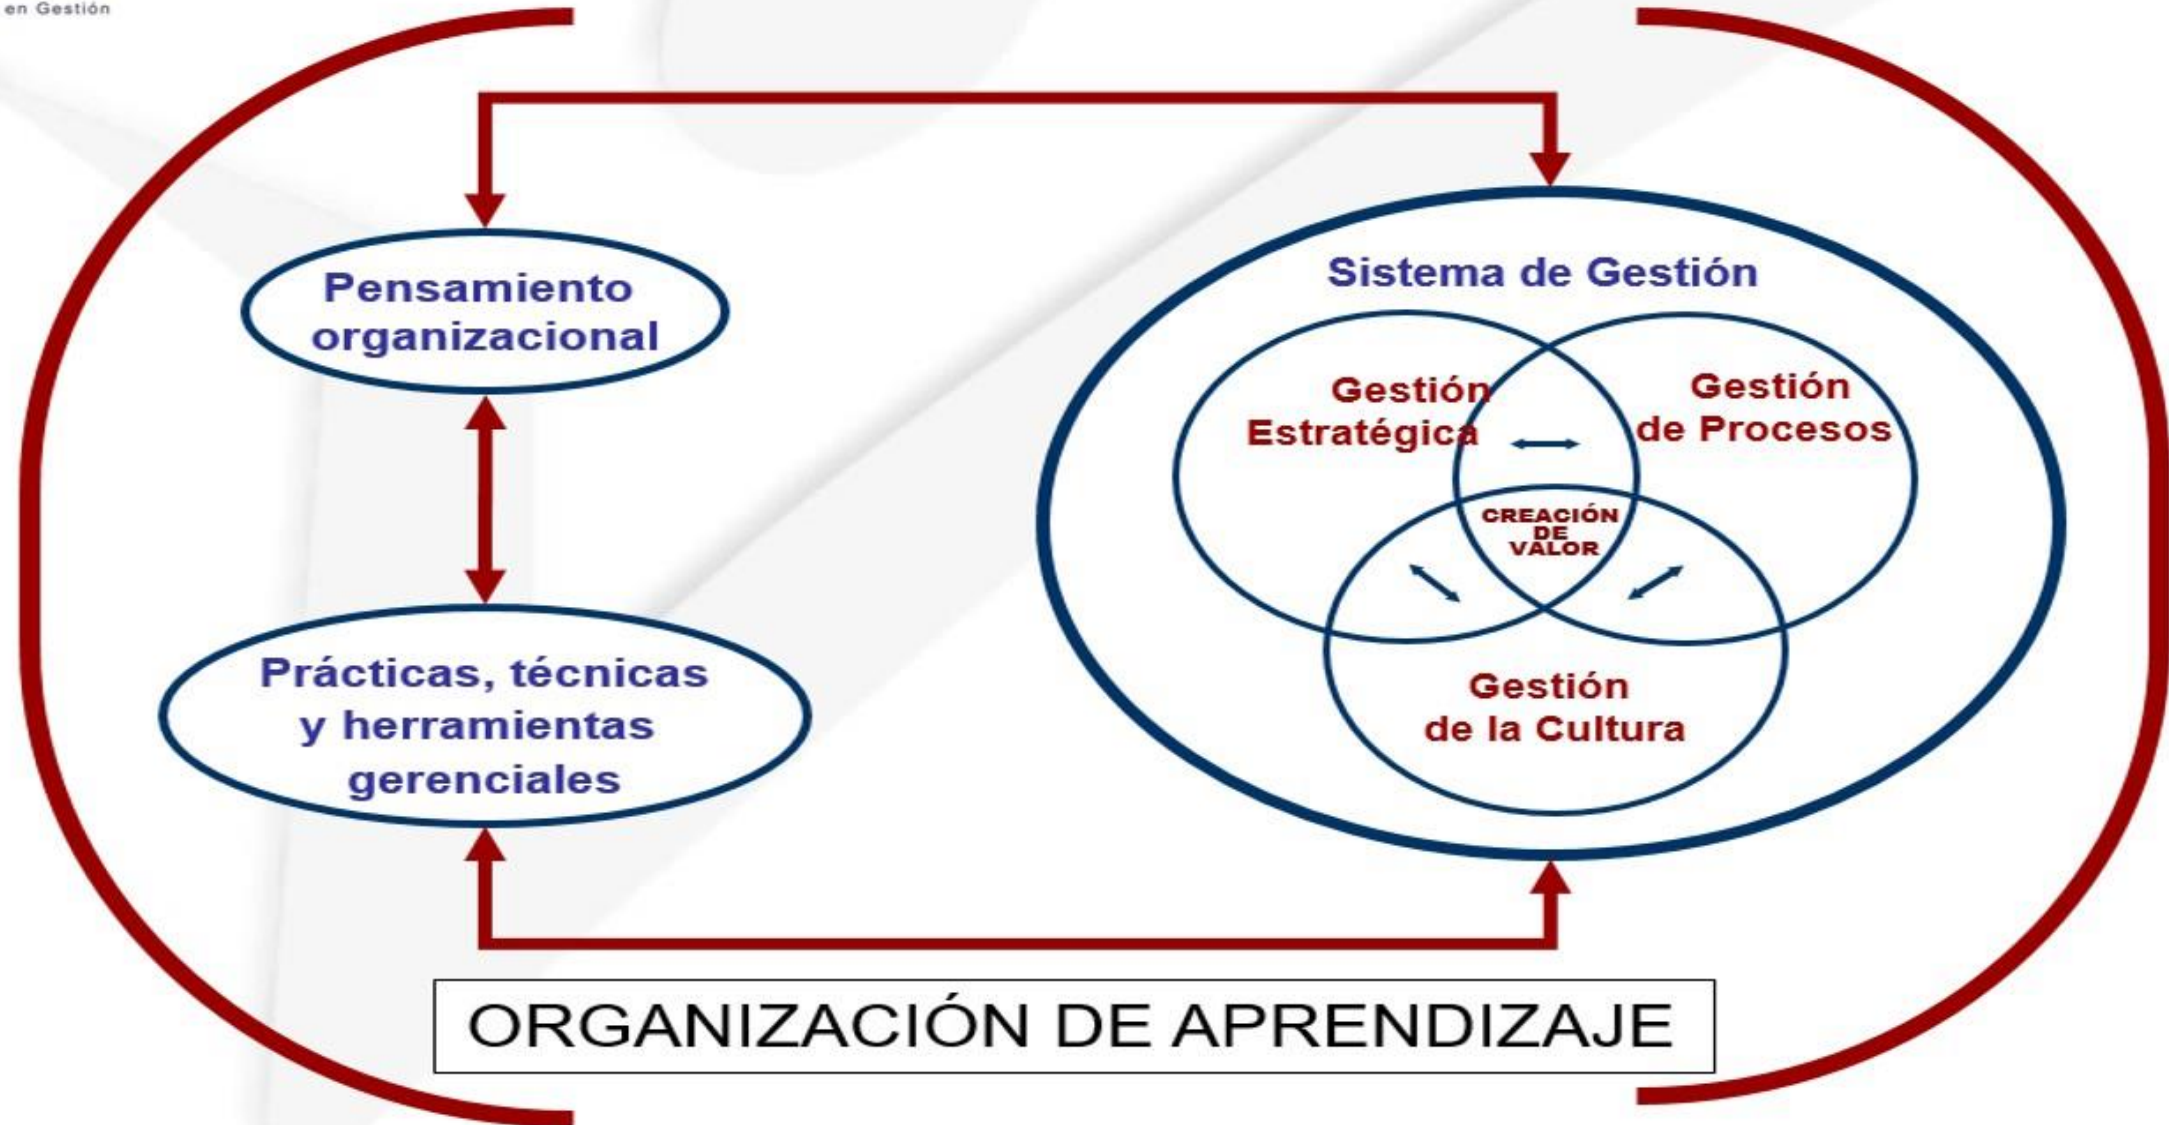 en Gestión
Pensamiento
organizacional
Prácticas, técnicas
y herramientas
gerenciales
Sistema de Gestión
Gestión
Estratégica
Gestión
de Procesos
CREACIÓN
DE
VALOR
Gestión
de la Cultura
ORGANIZACIÓN DE APRENDIZAJE